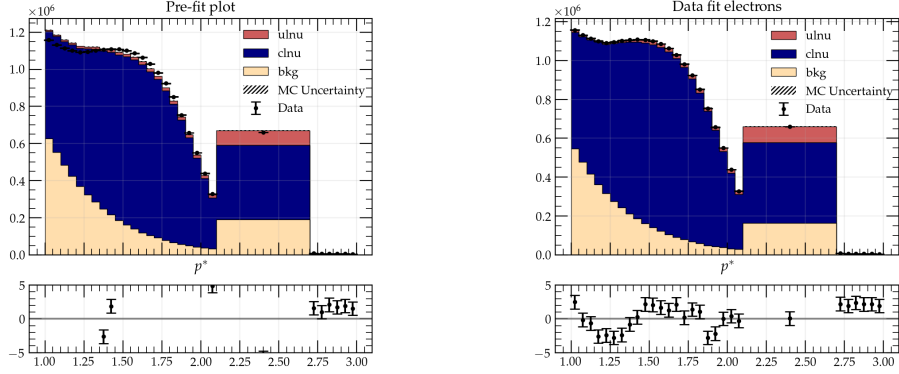 Pre-fit plot
×10⁶
1.2
1.0
0.8
0.6
0.4
0.2
0.0
ulnu
clnu
bkg
MC Uncertainty
Data
p*
5
0
−5
1.00 1.25 1.50 1.75 2.00 2.25 2.50 2.75 3.00
Data fit electrons
×10⁶
1.2
1.0
0.8
0.6
0.4
0.2
0.0
ulnu
clnu
bkg
MC Uncertainty
Data
p*
5
0
−5
1.00 1.25 1.50 1.75 2.00 2.25 2.50 2.75 3.00